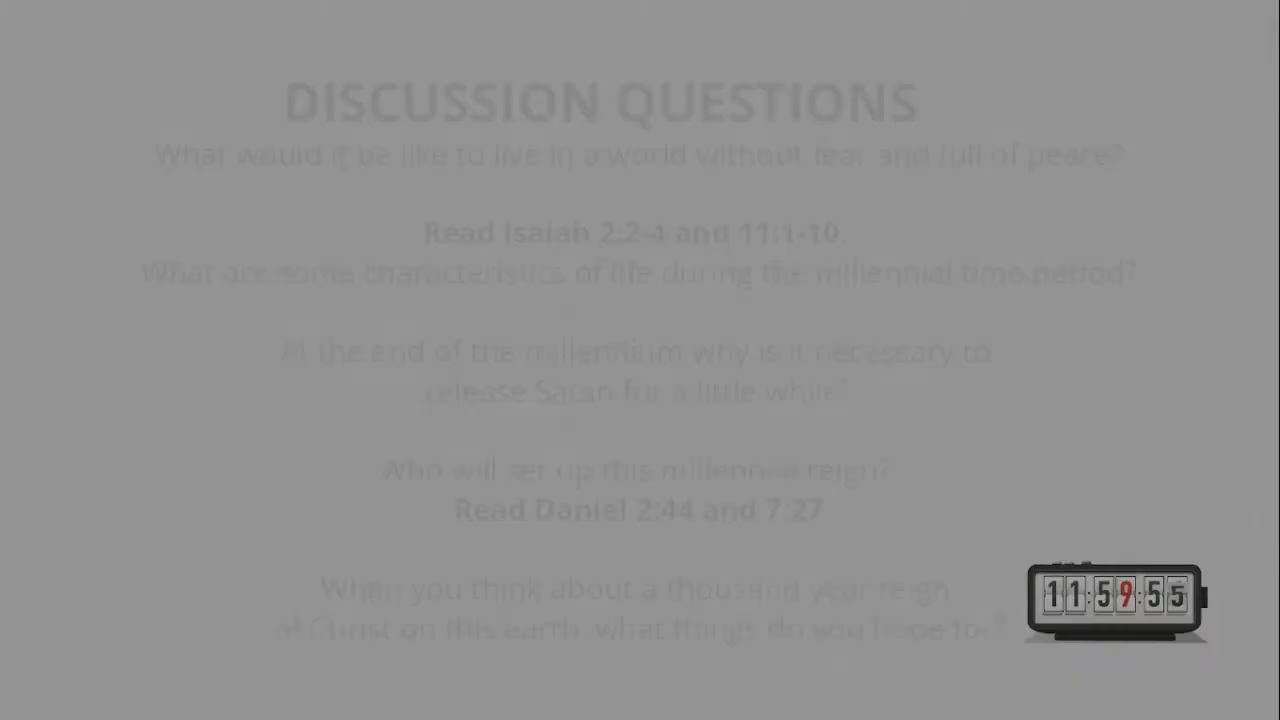 DISCUSSION QUESTIONS
What would it be like to live in a world without fear and full of peace?
Read Isaiah 2:2-4 and 11:1-10.
What are some characteristics of life during the millennial time period?
At the end of the millennium why is it necessary to
release Satan for a little while?
Who will set up this millennial reign?
Read Daniel 2:44 and 7:27
When you think about a thousand year reign
of Christ on this earth, what things do you hope for?
11:59:55